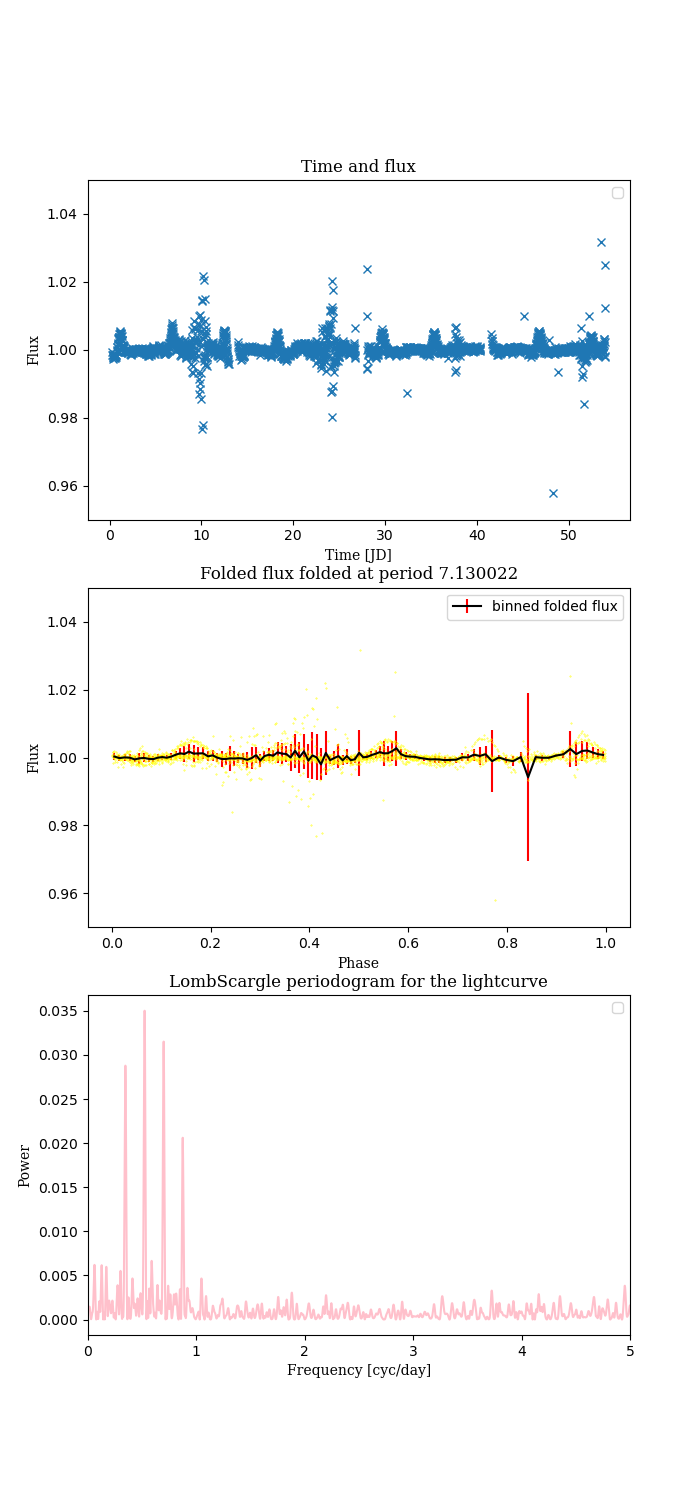 Time and flux
1.04
1.02
1.00
0.98
0.96
Flux
0 10 20 30 40 50
Time [JD]
Folded flux folded at period 7.130022
binned folded flux
1.04
1.02
1.00
0.98
0.96
Flux
0.0 0.2 0.4 0.6 0.8 1.0
Phase
LombScargle periodogram for the lightcurve
0.035
0.030
0.025
0.020
0.015
0.010
0.005
0.000
Power
0 1 2 3 4 5
Frequency [cyc/day]